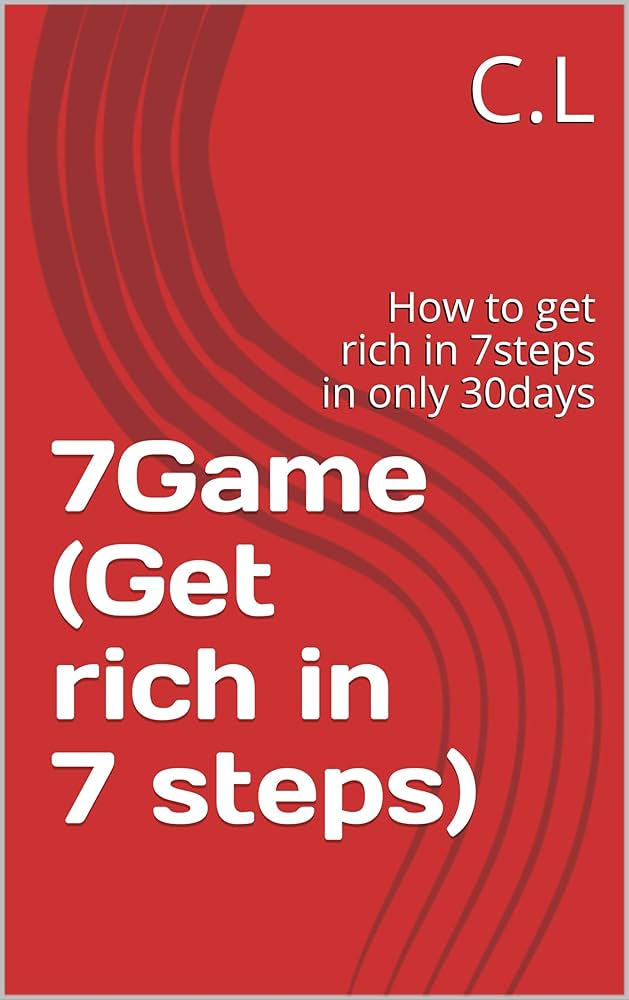 C.L
How to get
rich in 7steps
in only 30days
7Game
(Get
rich in
7 steps)